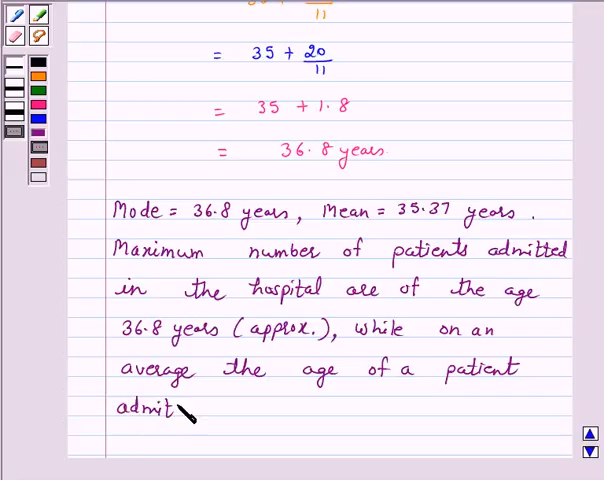 11
= 35 + 20/11
= 35 + 1.8
= 36.8 years
Mode = 36.8 years, Mean = 35.37 years.
Maximum number of patients admitted
in the hospital are of the age
36.8 years (approx.), while on an
average the age of a patient
admit